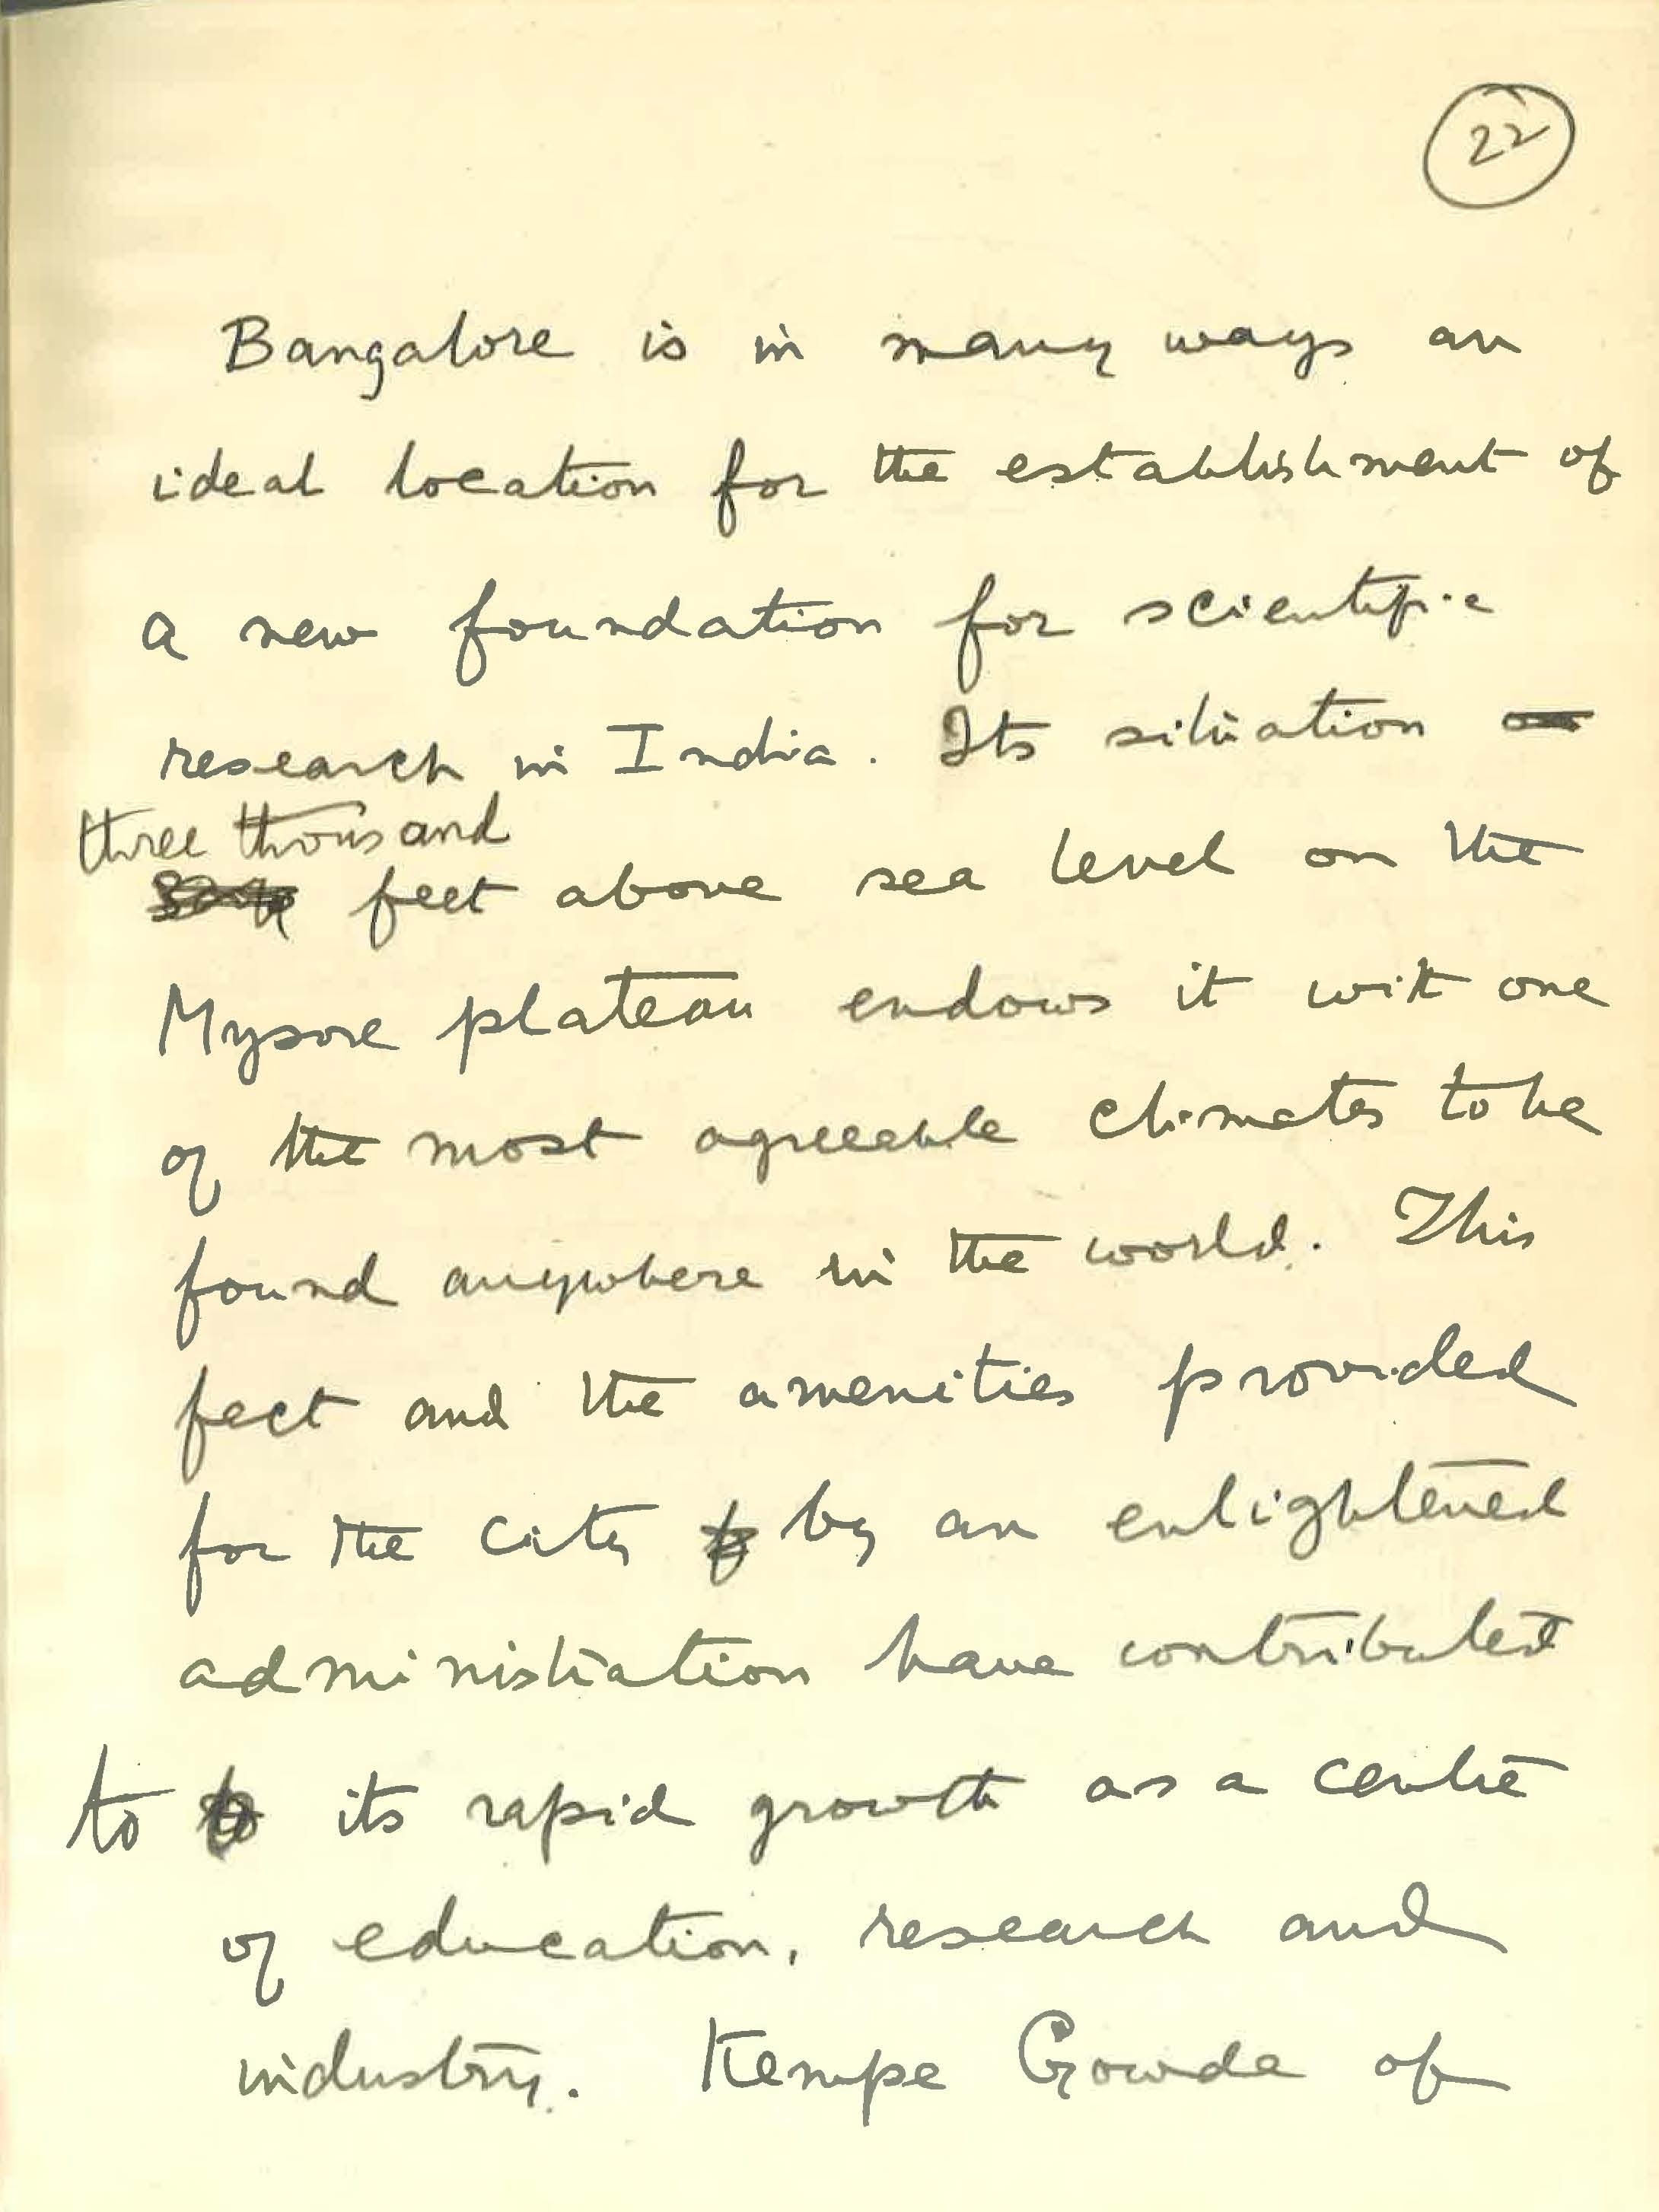 22
Bangalore is in many ways an
ideal location for the establishment of
a new foundation for scientific
research in India. Its situation
three thousand
feet above sea level on the
Mysore plateau endows it with one
of the most agreeable climates to be
found anywhere in the world. This
fact and the amenities provided
for the city by an enlightened
administration have contributed
to its rapid growth as a centre
of education, research and
industry. Kempe Gowda of